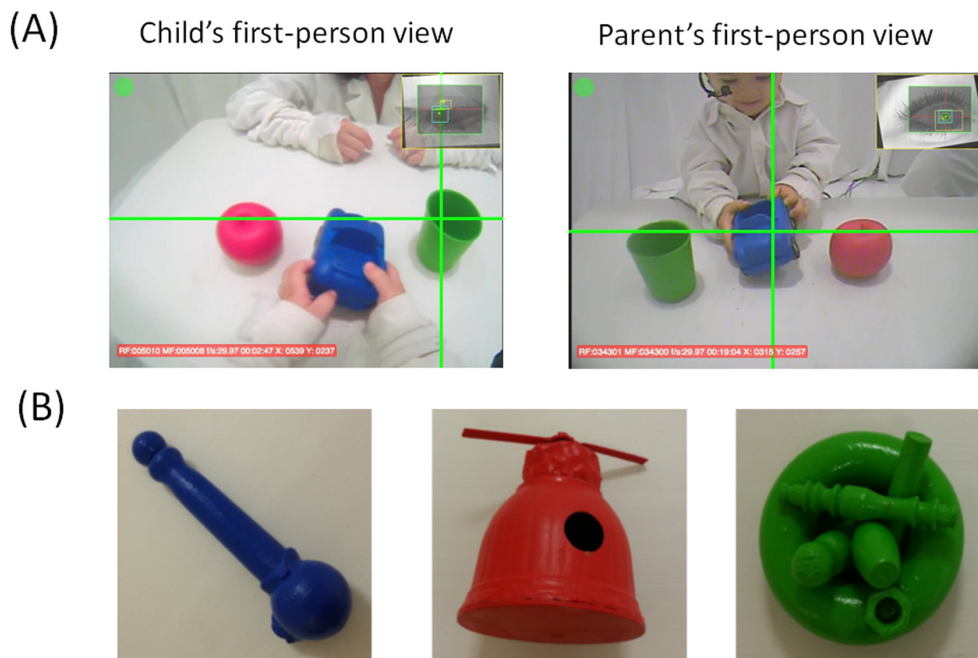 (A)
Child's first-person view
Parent's first-person view
RF:005010 MF:005008 f/s:29.97 00:02:47 X: 0539 Y: 0237
RF:034301 MF:034300 f/s:29.97 00:19:04 X: 0315 Y: 0257
(B)